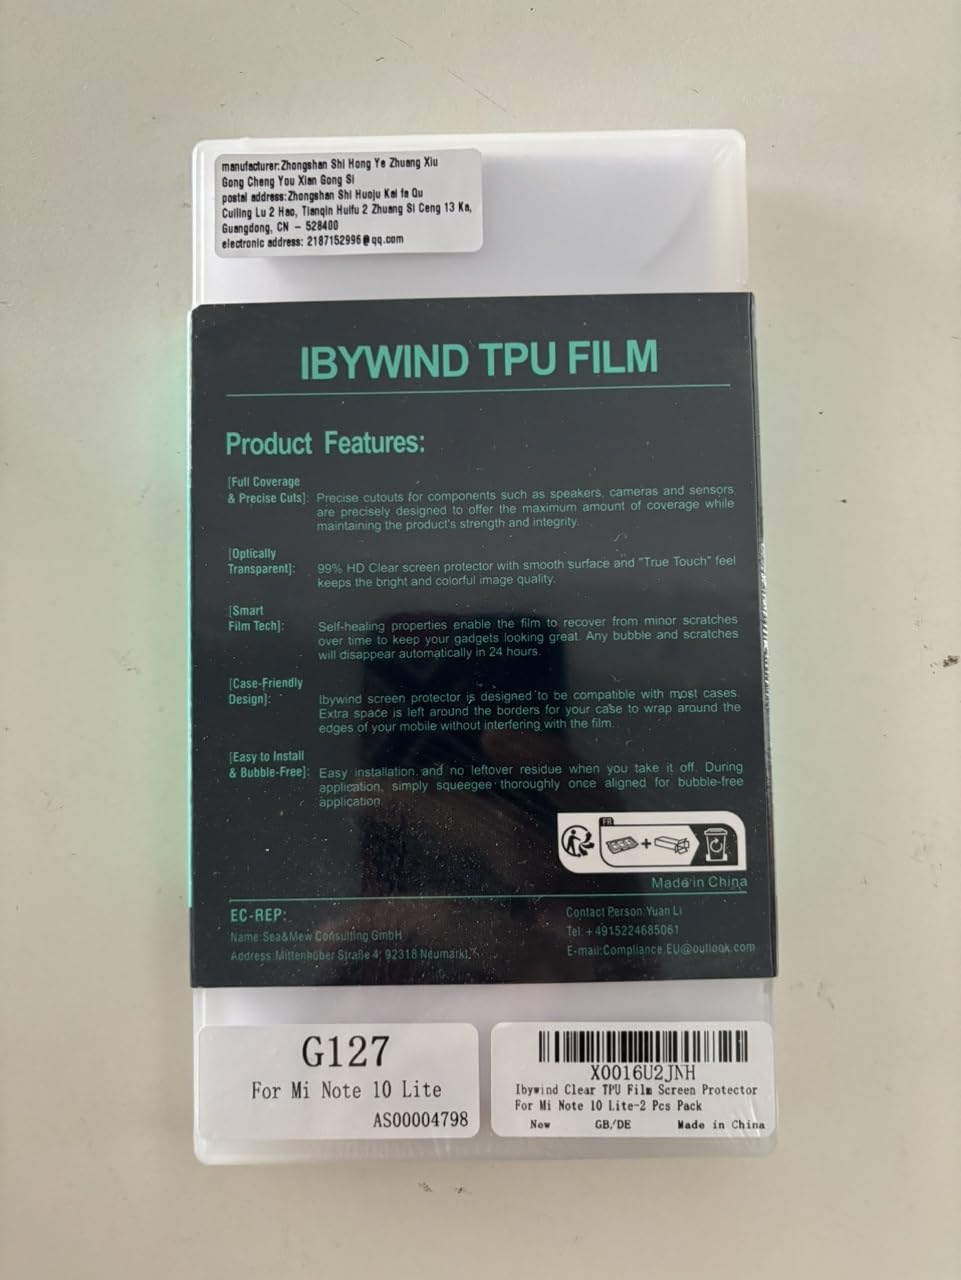 manufacturer:Zhongshan Shi Hong Ye Zhuang Xiu
Gong Cheng You Xian Gong Si
postal address:Zhongshan Shi Huoju Kai fa Qu
Cuiling Lu 2 Hao, Tianqin Huifu 2 Zhuang Si Ceng 13 Ka,
Guangdong, CN - 528400
electronic address: 2187152996@qq.com
IBYWIND TPU FILM
Product Features:
[Full Coverage
& Precise Cuts]: Precise cutouts for components such as speakers, cameras and sensors
are precisely designed to offer the maximum amount of coverage while
maintaining the product's strength and integrity.
[Optically
Transparent]: 99% HD Clear screen protector with smooth surface and "True Touch" feel
keeps the bright and colorful image quality.
[Smart
Film Tech]: Self-healing properties enable the film to recover from minor scratches
over time to keep your gadgets looking great. Any bubble and scratches
will disappear automatically in 24 hours.
[Case-Friendly
Design]: Ibywind screen protector is designed to be compatible with most cases.
Extra space is left around the borders for your case to wrap around the
edges of your mobile without interfering with the film.
[Easy to Install
& Bubble-Free]: Easy installation and no leftover residue when you take it off. During
application, simply squeegee thoroughly once aligned for bubble-free
application
FR
Made in China
EC-REP:
Name:Sea&Mew Consulting GmbH
Address:Mittenhuber Straße 4, 92318 Neumarkt,
Contact Person:Yuan Li
Tel:+4915224685061
E-mail:Compliance.EU@outlook.com
G127
For Mi Note 10 Lite
AS00004798
X0016U2JNH
Ibywind Clear TPU Film Screen Protector
For Mi Note 10 Lite-2 Pcs Pack
New GB/DE Made in China